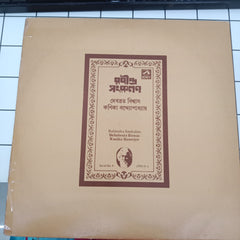 রবীন্দ্র
সংকলন
দেবব্রত বিশ্বাস
কণিকা বন্দ্যোপাধ্যায়
Rabindra Sankalan
Debabrata Biswas
Kanika Banerjee